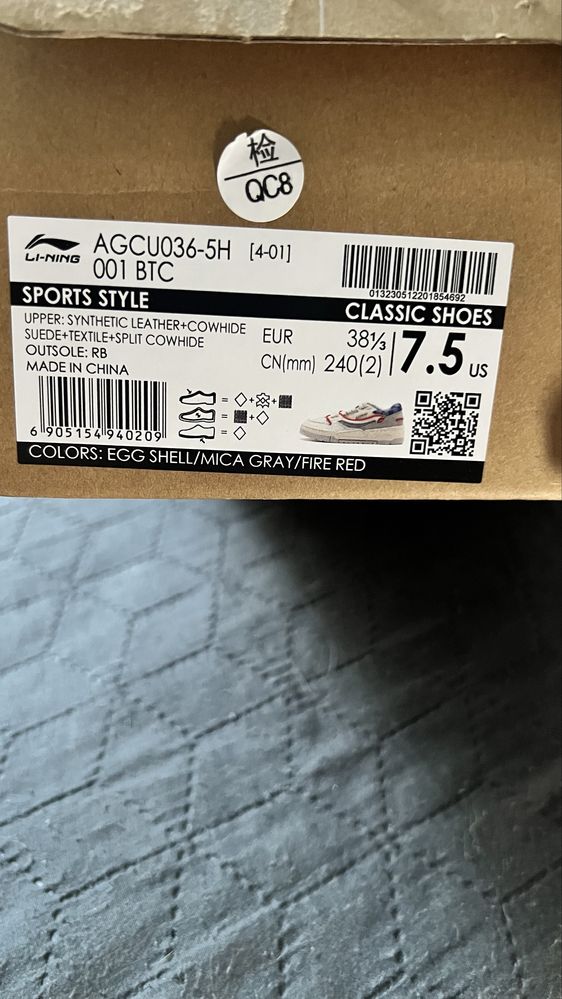 检
QC8
LI-NING
AGCU036-5H [4-01]
001 BTC
013230512201854692
SPORTS STYLE
CLASSIC SHOES
UPPER: SYNTHETIC LEATHER+COWHIDE
SUEDE+TEXTILE+SPLIT COWHIDE
OUTSOLE: RB
MADE IN CHINA
EUR 38⅓
CN(mm) 240(2)
7.5 US
6 905154 940209
COLORS: EGG SHELL/MICA GRAY/FIRE RED